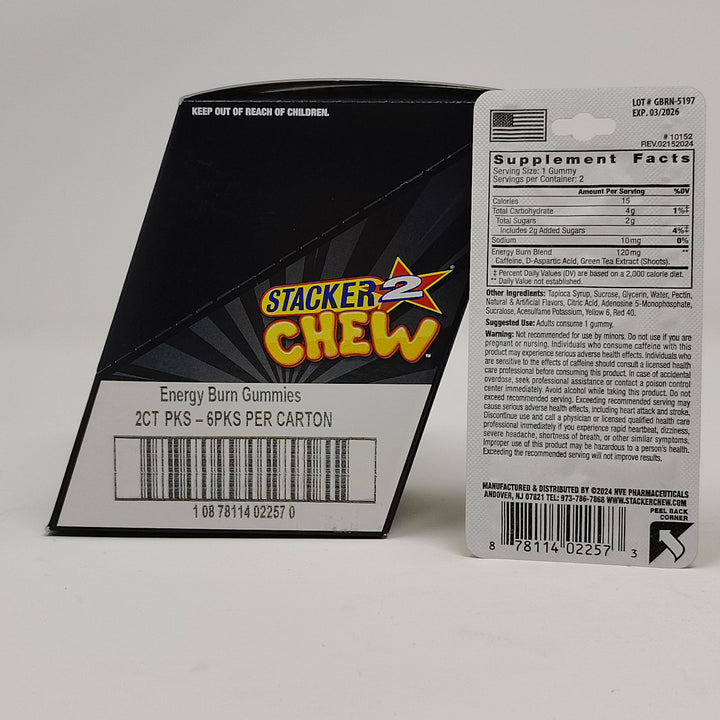 KEEP OUT OF REACH OF CHILDREN.
STACKER 2
CHEW
Energy Burn Gummies
2CT PKS – 6PKS PER CARTON
1 08 78114 02257 0
LOT # GBRN-5197
EXP. 03/2026
# 10152
REV.02152024
Supplement Facts
Serving Size: 1 Gummy
Servings per Container: 2
Amount Per Serving %DV
Calories 15
Total Carbohydrate 4g 1%‡
Total Sugars 2g
Includes 2g Added Sugars 4%‡
Sodium 10mg 0%
Energy Burn Blend 120mg **
Caffeine, D-Aspartic Acid, Green Tea Extract (Shoots).
‡ Percent Daily Values (DV) are based on a 2,000 calorie diet.
** Daily Value not established.
Other Ingredients: Tapioca Syrup, Sucrose, Glycerin, Water, Pectin,
Natural & Artificial Flavors, Citric Acid, Adenosine 5-Monophosphate,
Sucralose, Acesulfame Potassium, Yellow 6, Red 40.
Suggested Use: Adults consume 1 gummy.
Warning: Not recommended for use by minors. Do not use if you are
pregnant or nursing. Individuals who consume caffeine with this
product may experience serious adverse health effects. Individuals who
are sensitive to the effects of caffeine should consult a licensed health
care professional before consuming this product. In case of accidental
overdose, seek professional assistance or contact a poison control
center immediately. Avoid alcohol while taking this product. Do not
exceed recommended serving. Exceeding recommended serving may
cause serious adverse health effects, including heart attack and stroke.
Discontinue use and call a physician or licensed qualified health care
professional immediately if you experience rapid heartbeat, dizziness,
severe headache, shortness of breath, or other similar symptoms.
Improper use of this product may be hazardous to a person's health.
Exceeding the recommended serving will not improve results.
MANUFACTURED & DISTRIBUTED BY ©2024 NVE PHARMACEUTICALS
ANDOVER, NJ 07821 TEL: 973-786-7868 WWW.STACKERCHEW.COM
PEEL BACK
CORNER
8 78114 02257 3